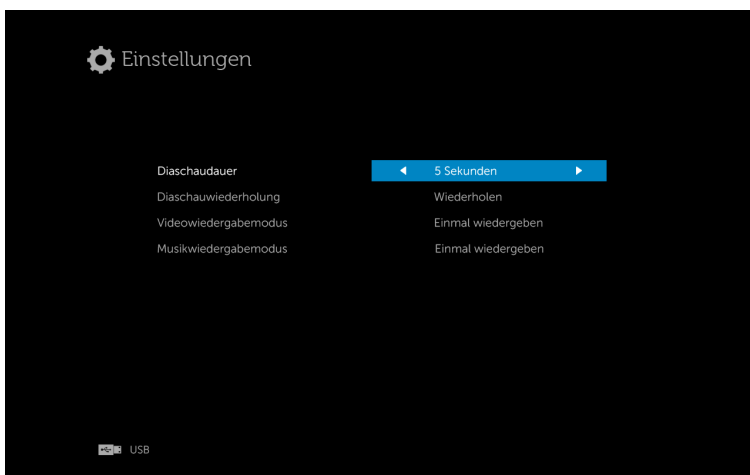 Einstellungen
Diaschaudauer 5 Sekunden
Diaschauwiederholung Wiederholen
Videowiedergabemodus Einmal wiedergeben
Musikwiedergabemodus Einmal wiedergeben
USB